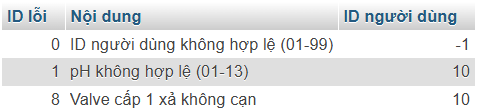 ID lỗi Nội dung ID người dùng
0 ID người dùng không hợp lệ (01-99) -1
1 pH không hợp lệ (01-13) 10
8 Valve cấp 1 xả không cạn 10